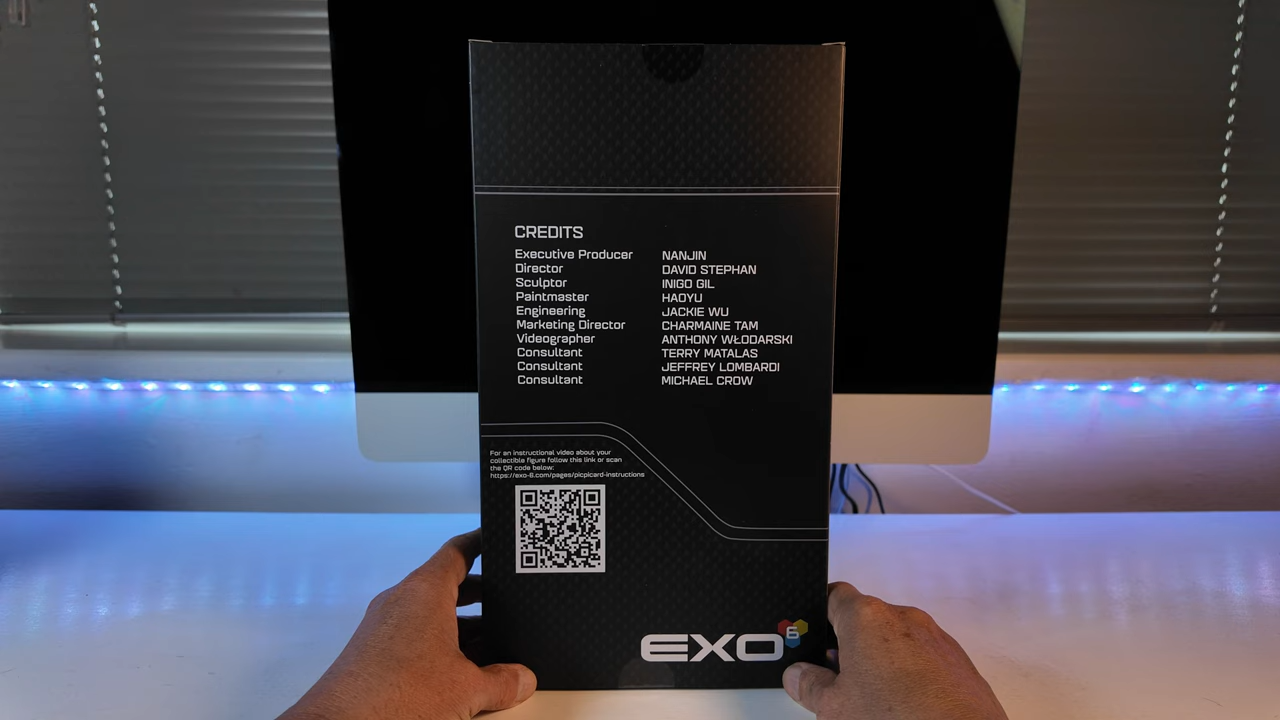 CREDITS
Executive Producer NANJIN
Director DAVID STEPHAN
Sculptor INIGO GIL
Paintmaster HAOYU
Engineering JACKIE WU
Marketing Director CHARMAINE TAM
Videographer ANTHONY WŁODARSKI
Consultant TERRY MATALAS
Consultant JEFFREY LOMBARDI
Consultant MICHAEL CROW
For an instructional video about your
collectible figure follow this link or scan
the QR code below:
https://exo-6.com/pages/picplcard-instructions
EXO 6